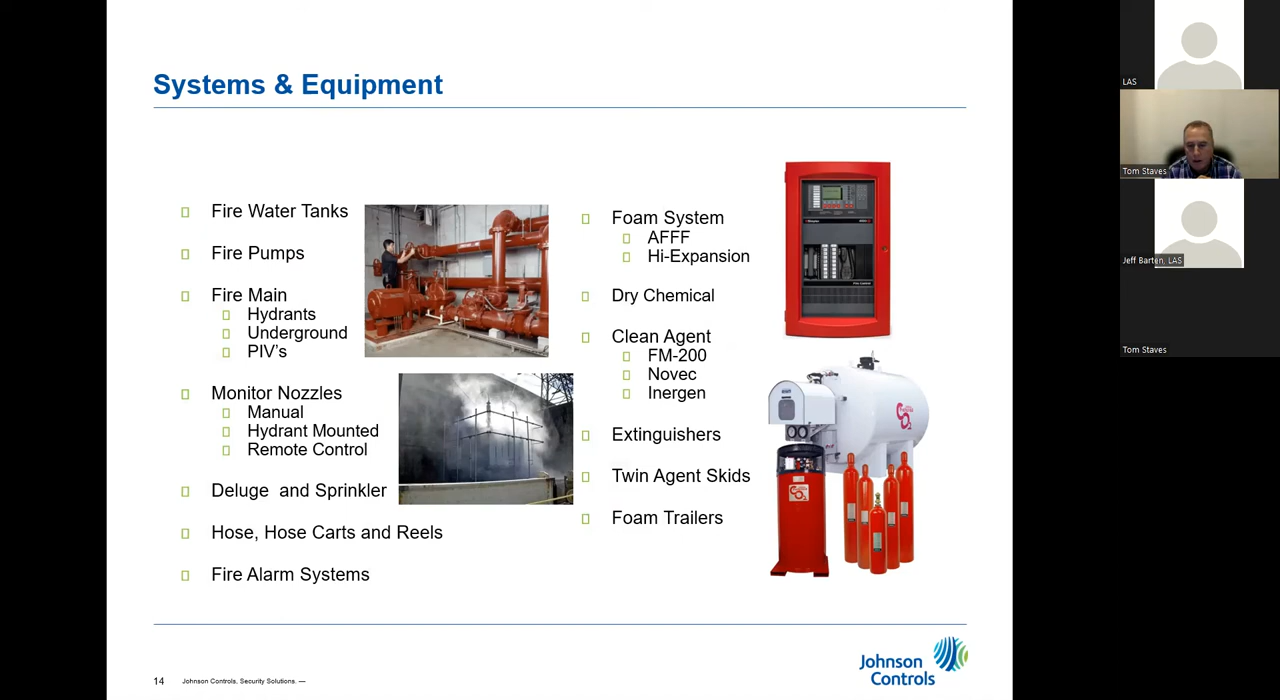 Systems & Equipment
Fire Water Tanks
Fire Pumps
Fire Main
Hydrants
Underground
PIV's
Monitor Nozzles
Manual
Hydrant Mounted
Remote Control
Deluge and Sprinkler
Hose, Hose Carts and Reels
Fire Alarm Systems
Foam System
AFFF
Hi-Expansion
Dry Chemical
Clean Agent
FM-200
Novec
Inergen
Extinguishers
Twin Agent Skids
Foam Trailers
CO2
CO2
Johnson
Controls
14 Johnson Controls, Security Solutions. —
LAS
Tom Staves
Jeff Barten, LAS
Tom Staves